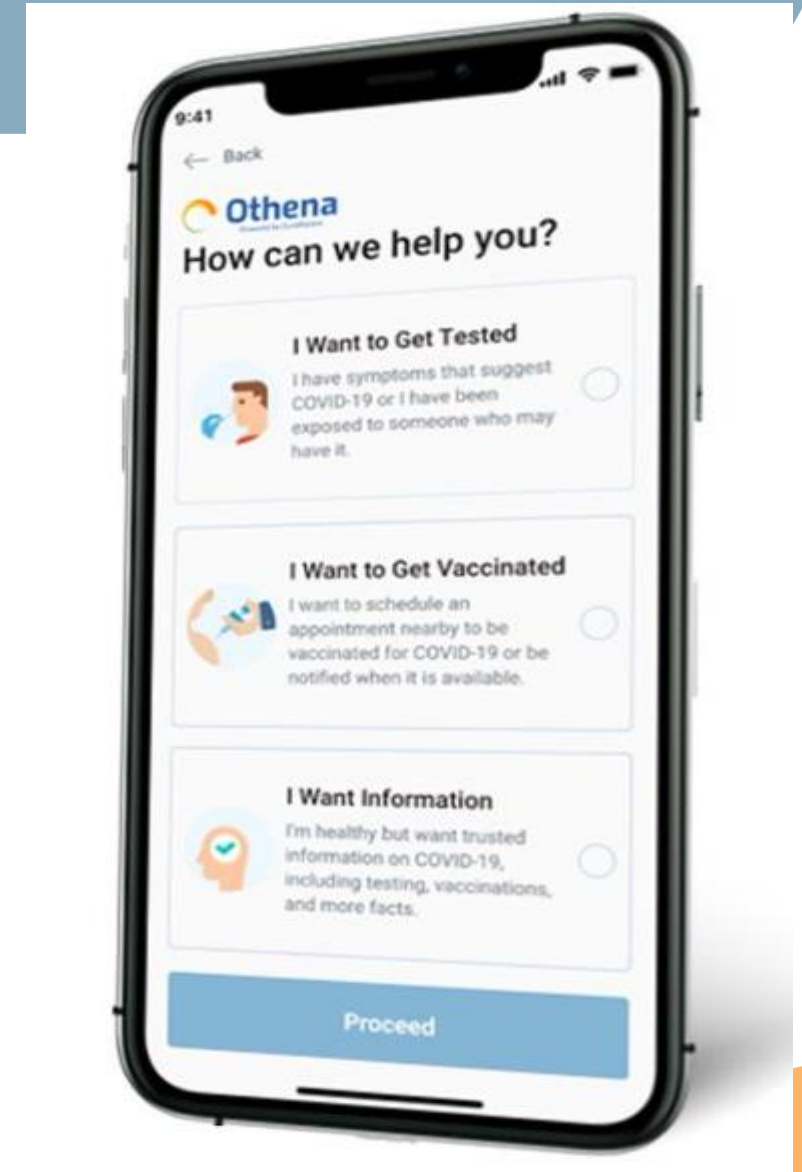 9:41
← Back
Othena
Powered by CuraPatient
How can we help you?
I Want to Get Tested
I have symptoms that suggest
COVID-19 or I have been
exposed to someone who may
have it.
I Want to Get Vaccinated
I want to schedule an
appointment nearby to be
vaccinated for COVID-19 or be
notified when it is available.
I Want Information
I'm healthy but want trusted
information on COVID-19,
including testing, vaccinations,
and more facts.
Proceed